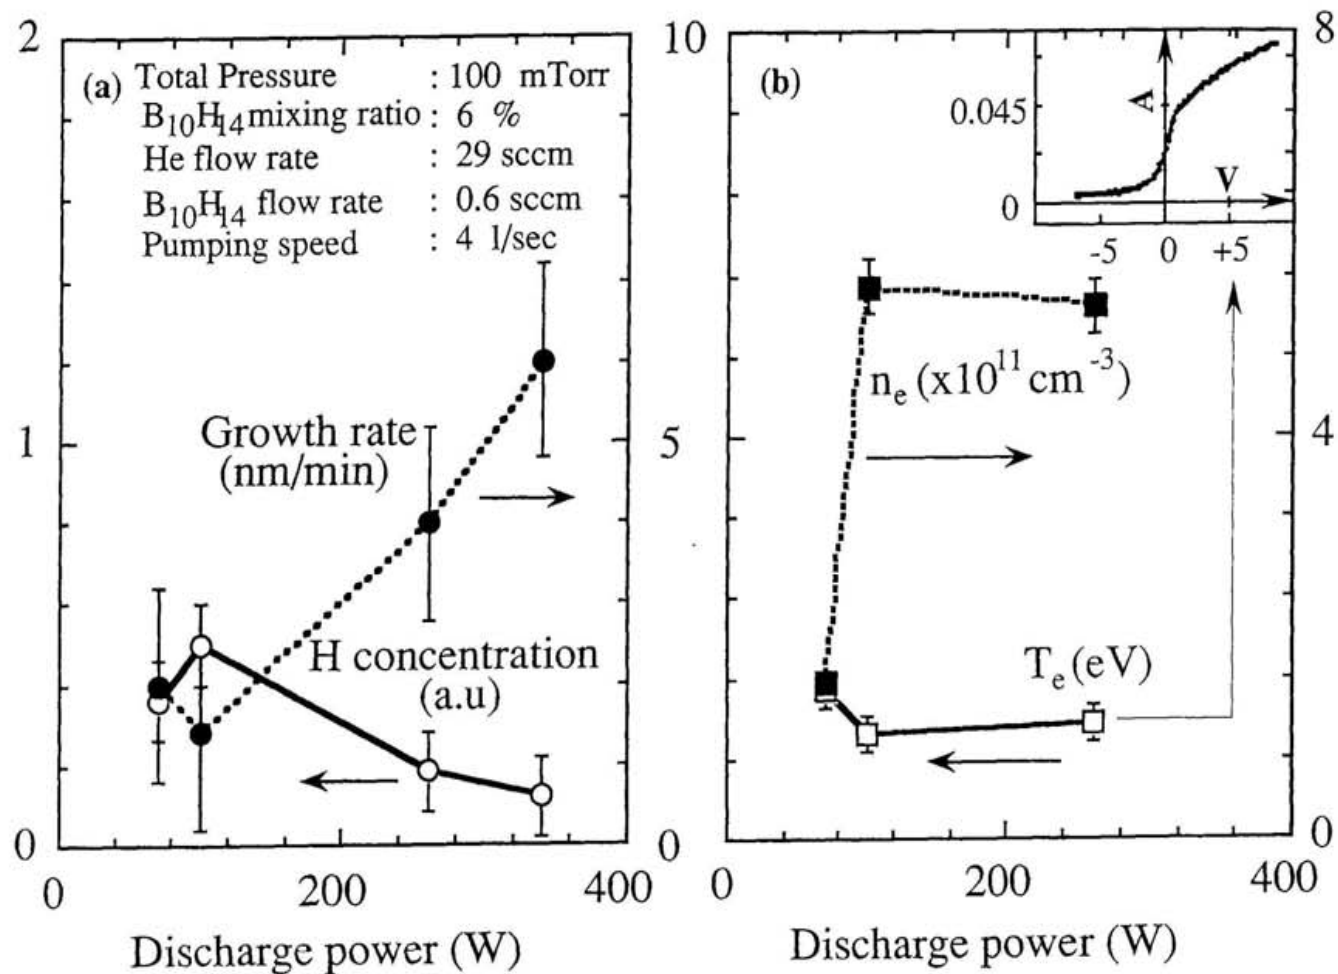 2
(a) Total Pressure : 100 mTorr
B10H14 mixing ratio : 6 %
He flow rate : 29 sccm
B10H14 flow rate : 0.6 sccm
Pumping speed : 4 l/sec
1
Growth rate
(nm/min)
H concentration
(a.u)
0
5
0
0 200 400
Discharge power (W)
10
(b)
8
0.045
A
V
0
-5 0 +5
ne (x10^11 cm^-3)
4
Te (eV)
0
0 200 400
Discharge power (W)